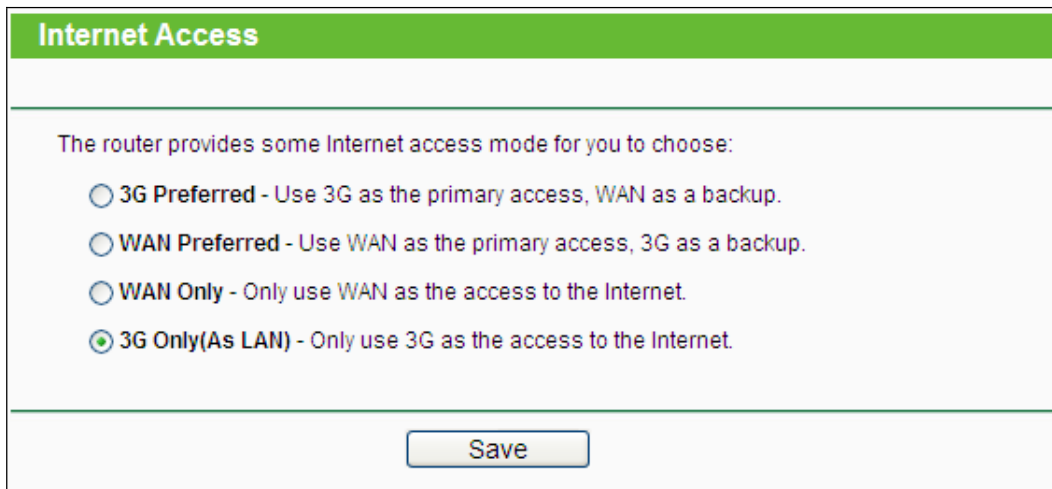 Internet Access
The router provides some Internet access mode for you to choose:
3G Preferred - Use 3G as the primary access, WAN as a backup.
WAN Preferred - Use WAN as the primary access, 3G as a backup.
WAN Only - Only use WAN as the access to the Internet.
3G Only(As LAN) - Only use 3G as the access to the Internet.
Save